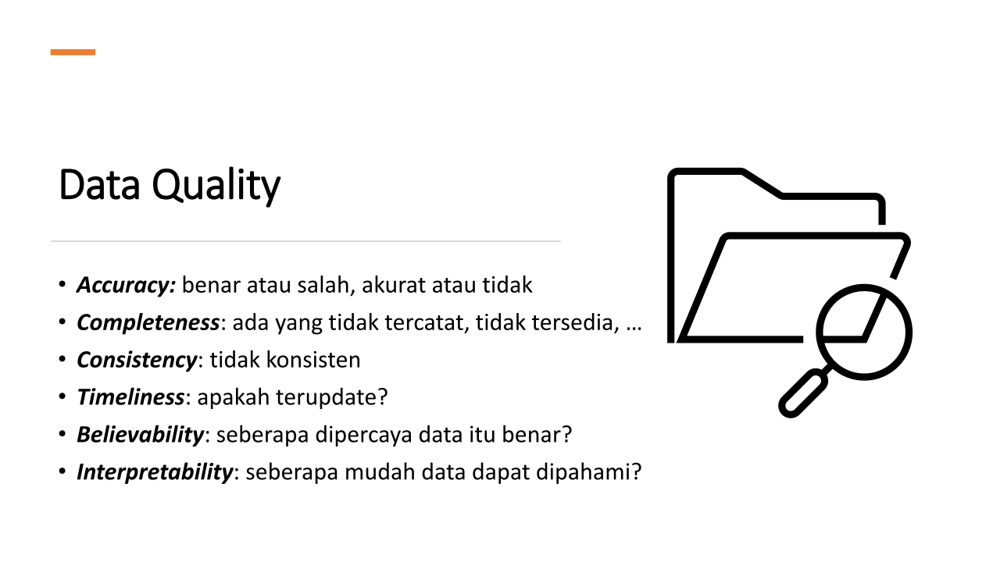 Data Quality
• Accuracy: benar atau salah, akurat atau tidak
• Completeness: ada yang tidak tercatat, tidak tersedia, …
• Consistency: tidak konsisten
• Timeliness: apakah terupdate?
• Believability: seberapa dipercaya data itu benar?
• Interpretability: seberapa mudah data dapat dipahami?